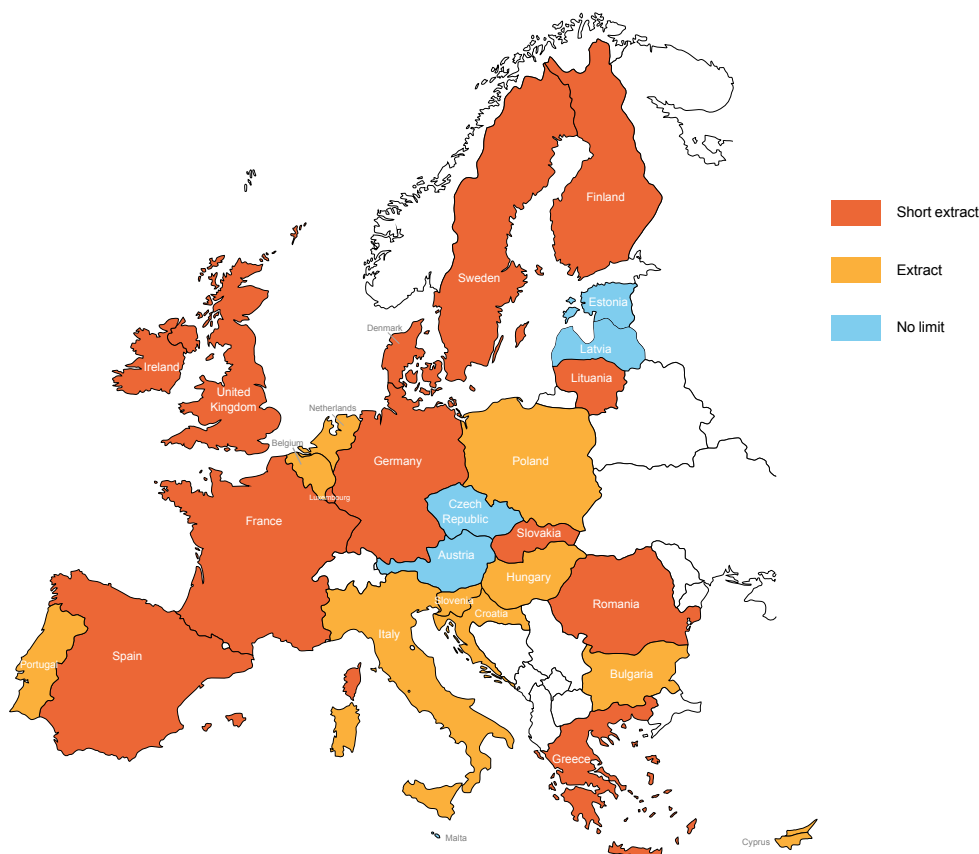 Finland
Short extract
Extract
Sweden
Estonia
No limit
Denmark
Latvia
Ireland
Lituania
United
Kingdom
Netherlands
Belgium
Germany
Poland
Luxembourg
Czech
Republic
France
Slovakia
Austria
Hungary
Slovenia
Romania
Croatia
Italy
Spain
Portugal
Bulgaria
Greece
Malta
Cyprus